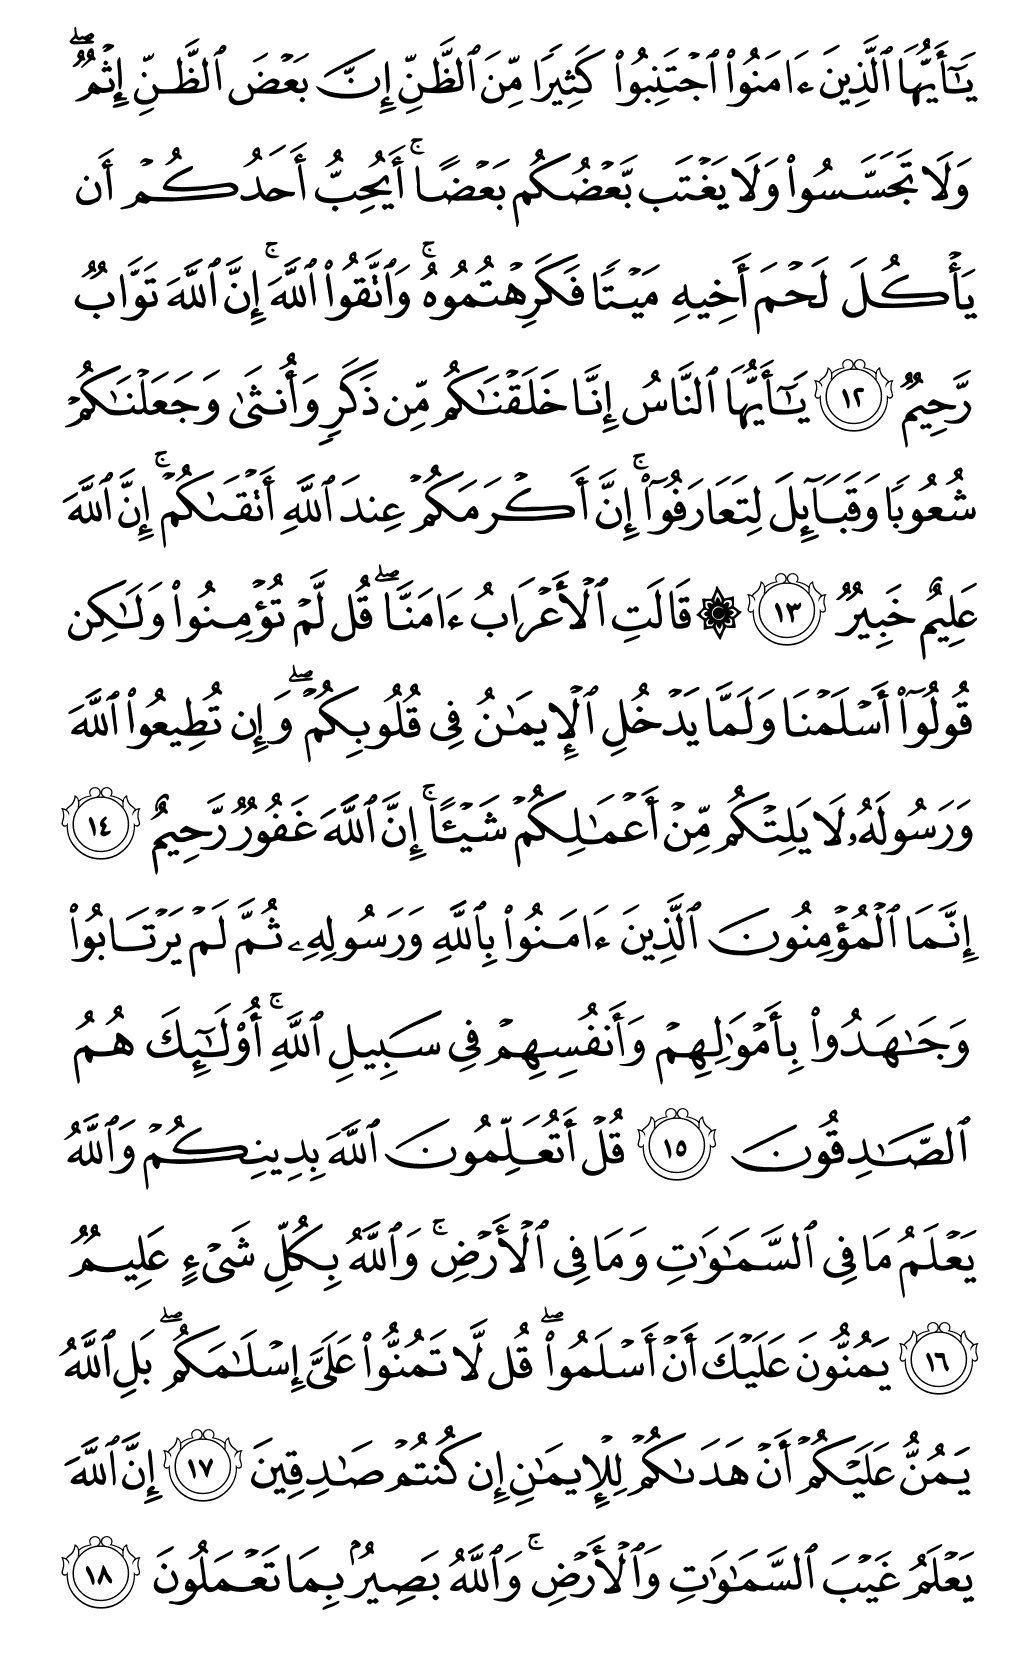 يَٰٓأَيُّهَا ٱلَّذِينَ ءَامَنُوا۟ ٱجْتَنِبُوا۟ كَثِيرًا مِّنَ ٱلظَّنِّ إِنَّ بَعْضَ ٱلظَّنِّ إِثْمٌ ۖ
وَلَا تَجَسَّسُوا۟ وَلَا يَغْتَب بَّعْضُكُم بَعْضًا ۚ أَيُحِبُّ أَحَدُكُمْ أَن
يَأْكُلَ لَحْمَ أَخِيهِ مَيْتًا فَكَرِهْتُمُوهُ ۚ وَٱتَّقُوا۟ ٱللَّهَ ۚ إِنَّ ٱللَّهَ تَوَّابٌ
رَّحِيمٌ ١٢ يَٰٓأَيُّهَا ٱلنَّاسُ إِنَّا خَلَقْنَٰكُم مِّن ذَكَرٍ وَأُنثَىٰ وَجَعَلْنَٰكُمْ
شُعُوبًا وَقَبَآئِلَ لِتَعَارَفُوٓا۟ ۚ إِنَّ أَكْرَمَكُمْ عِندَ ٱللَّهِ أَتْقَىٰكُمْ ۚ إِنَّ ٱللَّهَ
عَلِيمٌ خَبِيرٌ ١٣ ۞ قَالَتِ ٱلْأَعْرَابُ ءَامَنَّا ۖ قُل لَّمْ تُؤْمِنُوا۟ وَلَٰكِن
قُولُوٓا۟ أَسْلَمْنَا وَلَمَّا يَدْخُلِ ٱلْإِيمَٰنُ فِى قُلُوبِكُمْ ۖ وَإِن تُطِيعُوا۟ ٱللَّهَ
وَرَسُولَهُۥ لَا يَلِتْكُم مِّنْ أَعْمَٰلِكُمْ شَيْـًٔا ۚ إِنَّ ٱللَّهَ غَفُورٌ رَّحِيمٌ ١٤
إِنَّمَا ٱلْمُؤْمِنُونَ ٱلَّذِينَ ءَامَنُوا۟ بِٱللَّهِ وَرَسُولِهِۦ ثُمَّ لَمْ يَرْتَابُوا۟
وَجَٰهَدُوا۟ بِأَمْوَٰلِهِمْ وَأَنفُسِهِمْ فِى سَبِيلِ ٱللَّهِ ۚ أُو۟لَٰٓئِكَ هُمُ
ٱلصَّٰدِقُونَ ١٥ قُلْ أَتُعَلِّمُونَ ٱللَّهَ بِدِينِكُمْ وَٱللَّهُ
يَعْلَمُ مَا فِى ٱلسَّمَٰوَٰتِ وَمَا فِى ٱلْأَرْضِ ۚ وَٱللَّهُ بِكُلِّ شَىْءٍ عَلِيمٌ
١٦ يَمُنُّونَ عَلَيْكَ أَنْ أَسْلَمُوا۟ ۖ قُل لَّا تَمُنُّوا۟ عَلَىَّ إِسْلَٰمَكُم ۖ بَلِ ٱللَّهُ
يَمُنُّ عَلَيْكُمْ أَنْ هَدَىٰكُمْ لِلْإِيمَٰنِ إِن كُنتُمْ صَٰدِقِينَ ١٧ إِنَّ ٱللَّهَ
يَعْلَمُ غَيْبَ ٱلسَّمَٰوَٰتِ وَٱلْأَرْضِ ۚ وَٱللَّهُ بَصِيرٌۢ بِمَا تَعْمَلُونَ ١٨